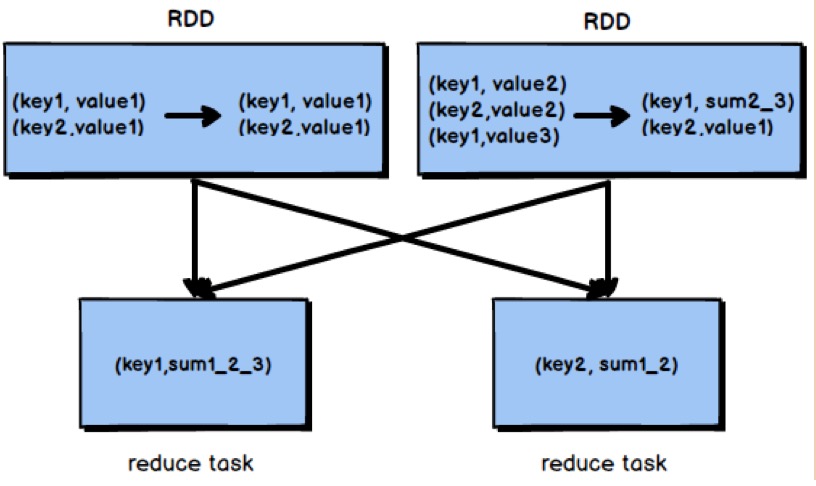 RDD
RDD
(key1, value1)
(key2,value1)
(key1, value1)
(key2,value1)
(key1, value2)
(key2,value2)
(key1,value3)
(key1, sum2_3)
(key2,value1)
(key1,sum1_2_3)
(key2, sum1_2)
reduce task
reduce task